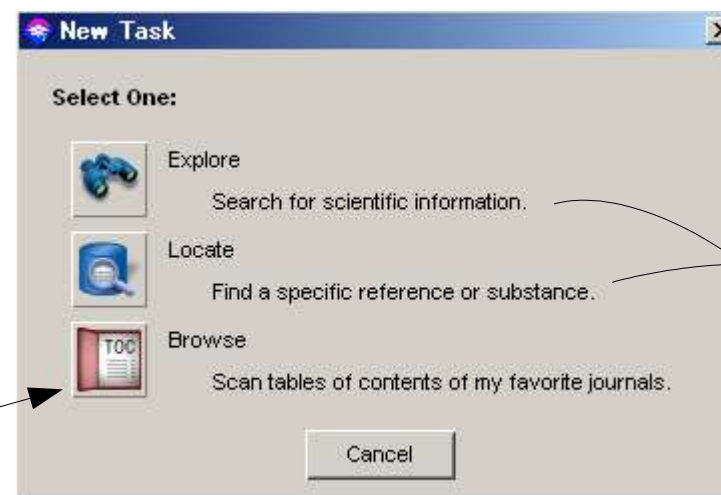 New Task
Select One:
Explore
Search for scientific information.
Locate
Find a specific reference or substance.
TOC
Browse
Scan tables of contents of my favorite journals.
Cancel